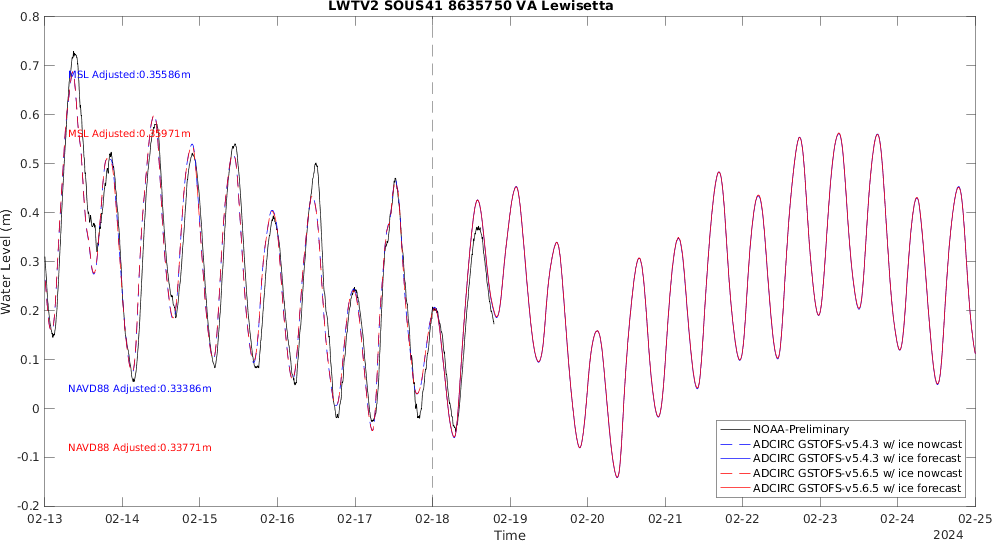 LWTV2 SOUS41 8635750 VA Lewisetta
0.8
0.7
0.6
0.5
0.4
0.3
0.2
0.1
0
-0.1
-0.2
Water Level (m)
MSL Adjusted:0.35586m
MSL Adjusted:0.35971m
NAVD88 Adjusted:0.33386m
NAVD88 Adjusted:0.33771m
NOAA-Preliminary
ADCIRC GSTOFS-v5.4.3 w/ ice nowcast
ADCIRC GSTOFS-v5.4.3 w/ ice forecast
ADCIRC GSTOFS-v5.6.5 w/ ice nowcast
ADCIRC GSTOFS-v5.6.5 w/ ice forecast
02-13 02-14 02-15 02-16 02-17 02-18 02-19 02-20 02-21 02-22 02-23 02-24 02-25
Time
2024